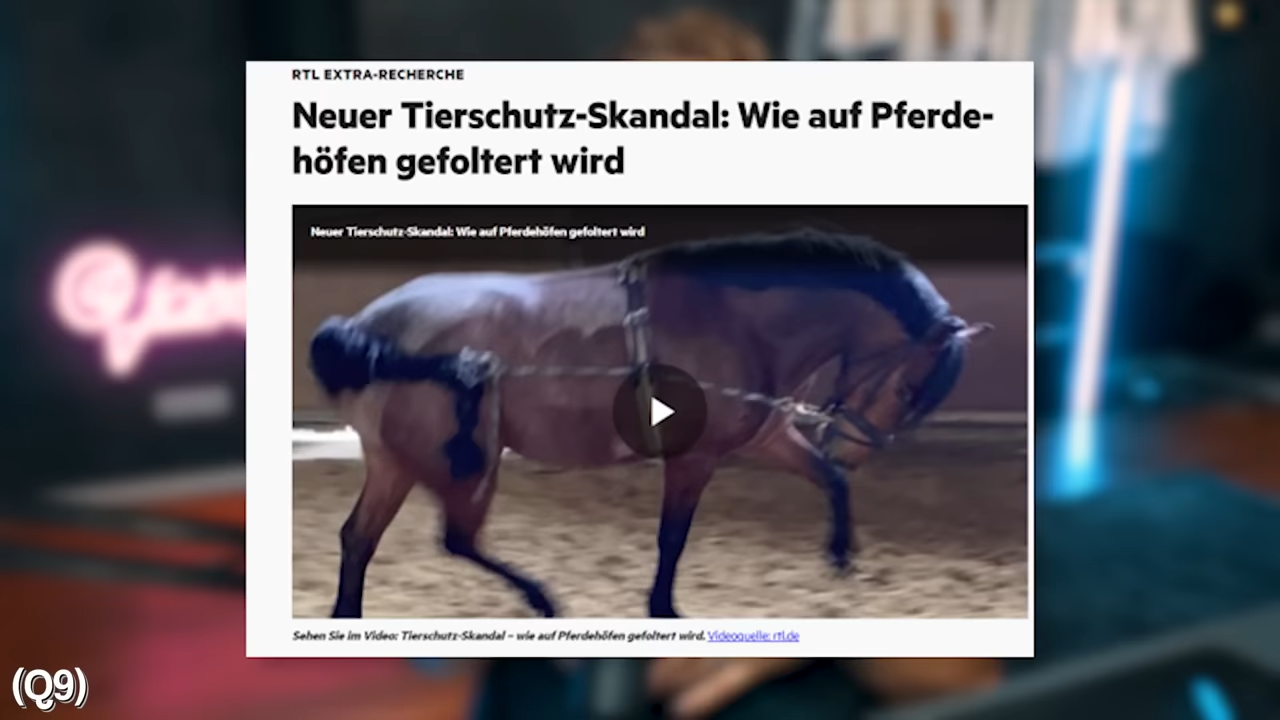 RTL EXTRA-RECHERCHE
Neuer Tierschutz-Skandal: Wie auf Pferde-
höfen gefoltert wird
Neuer Tierschutz-Skandal: Wie auf Pferdehöfen gefoltert wird
Sehen Sie im Video: Tierschutz-Skandal – wie auf Pferdehöfen gefoltert wird. Videoquelle: rtl.de
(Q9)